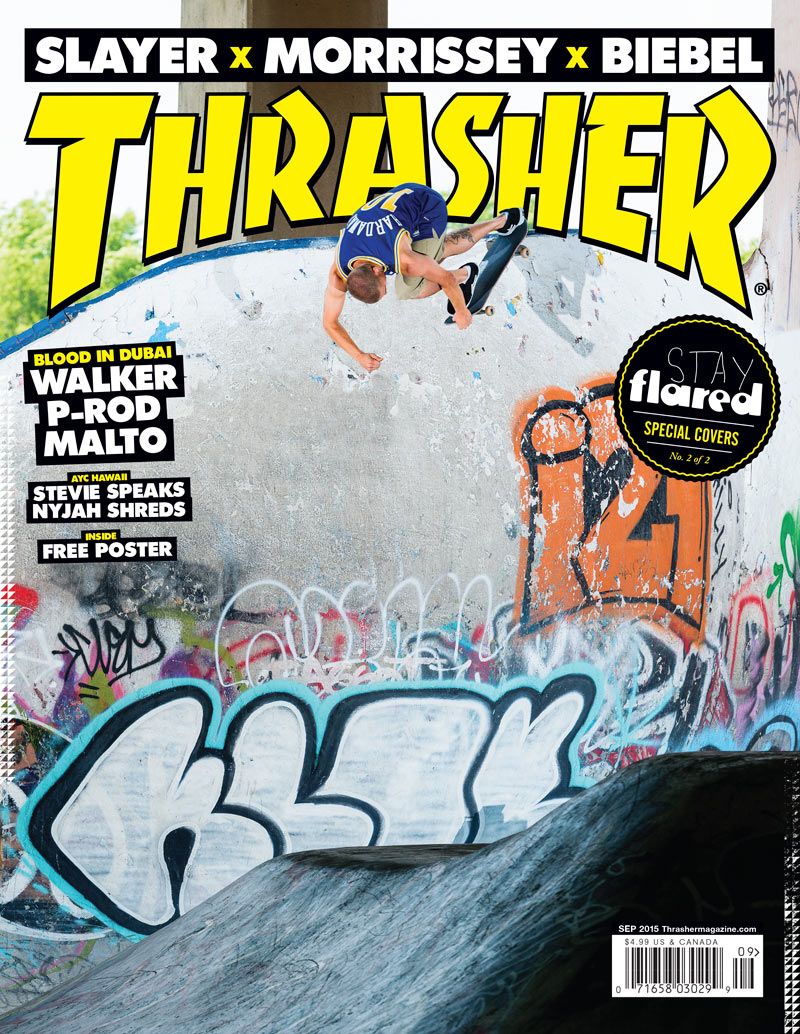 SLAYER x MORRISSEY x BIEBEL
THRASHER
®
BLOOD IN DUBAI
WALKER
P-ROD
MALTO
AYC HAWAII
STEVIE SPEAKS
NYJAH SHREDS
INSIDE
FREE POSTER
STAY
flared
SPECIAL COVERS
No. 2 of 2
SEP 2015 Thrashermagazine.com
$4.99 US & CANADA
09>
0 71658 03029 9